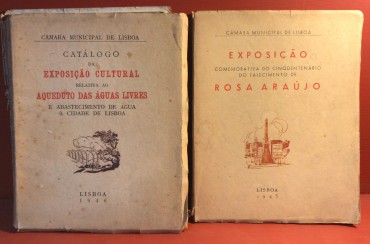 CÂMARA MUNICIPAL DE LISBOA
CATÁLOGO
DA
EXPOSIÇÃO CULTURAL
RELATIVA AO
AQUEDUTO DAS ÁGUAS LIVRES
E ABASTECIMENTO DE ÁGUA
À CIDADE DE LISBOA
LISBOA
CÂMARA MUNICIPAL DE LISBOA
EXPOSIÇÃO
COMEMORATIVA DO CINQUENTENÁRIO
DO FALECIMENTO DE
ROSA ARAÚJO
LISBOA